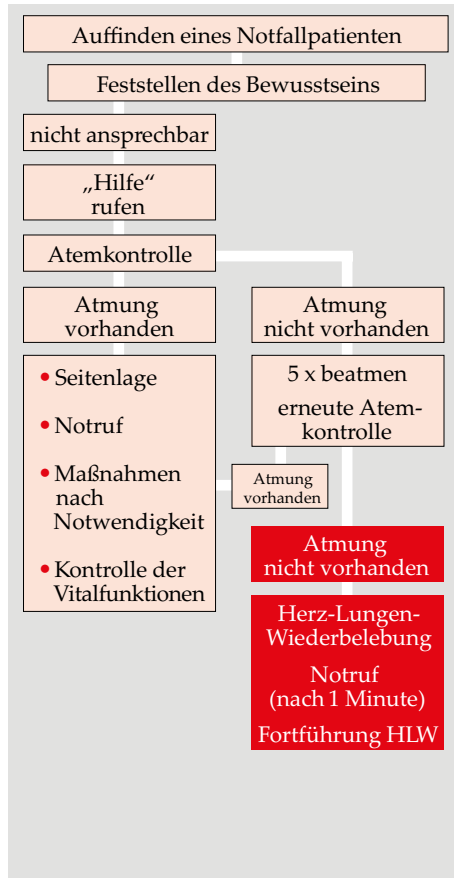 Auffinden eines Notfallpatienten
Feststellen des Bewusstseins
nicht ansprechbar
„Hilfe“
rufen
Atemkontrolle
Atmung
vorhanden
• Seitenlage
• Notruf
• Maßnahmen
nach
Notwendigkeit
• Kontrolle der
Vitalfunktionen
Atmung
nicht vorhanden
5 x beatmen
erneute Atem-
kontrolle
Atmung
vorhanden
Atmung
nicht vorhanden
Herz-Lungen-
Wiederbelebung
Notruf
(nach 1 Minute)
Fortführung HLW